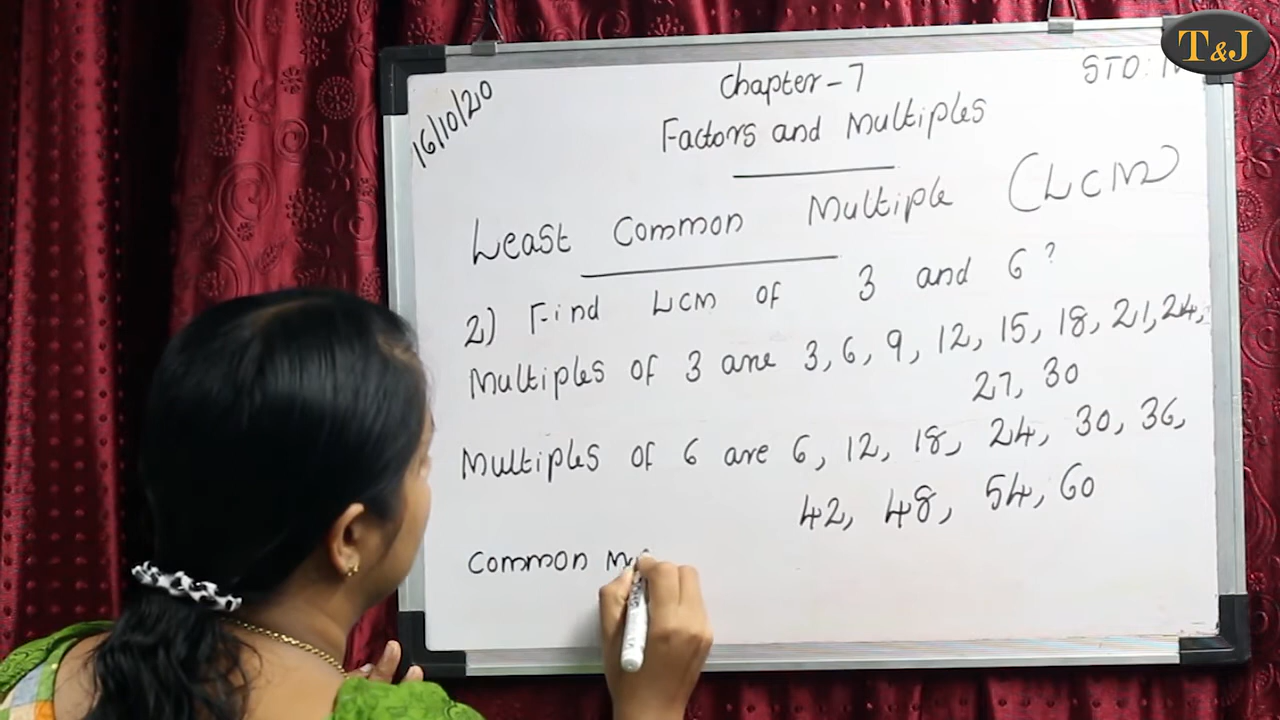 T&J
16/10/20
Chapter-7
STD:
Factors and Multiples
Least Common Multiple (LCM)
2) Find LCM of 3 and 6?
Multiples of 3 are 3, 6, 9, 12, 15, 18, 21, 24,
27, 30
Multiples of 6 are 6, 12, 18, 24, 30, 36,
42, 48, 54, 60
Common